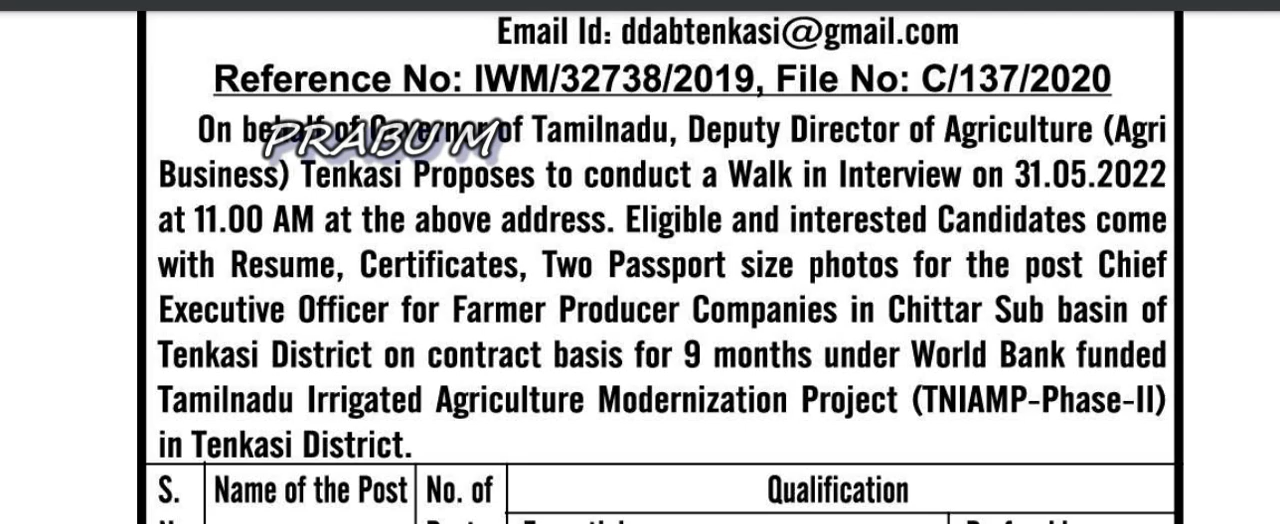 Email Id: ddabtenkasi@gmail.com
Reference No: IWM/32738/2019, File No: C/137/2020
On behalf of Governor of Tamilnadu, Deputy Director of Agriculture (Agri
PRABU M
Business) Tenkasi Proposes to conduct a Walk in Interview on 31.05.2022
at 11.00 AM at the above address. Eligible and interested Candidates come
with Resume, Certificates, Two Passport size photos for the post Chief
Executive Officer for Farmer Producer Companies in Chittar Sub basin of
Tenkasi District on contract basis for 9 months under World Bank funded
Tamilnadu Irrigated Agriculture Modernization Project (TNIAMP-Phase-II)
in Tenkasi District.
S. Name of the Post No. of Qualification